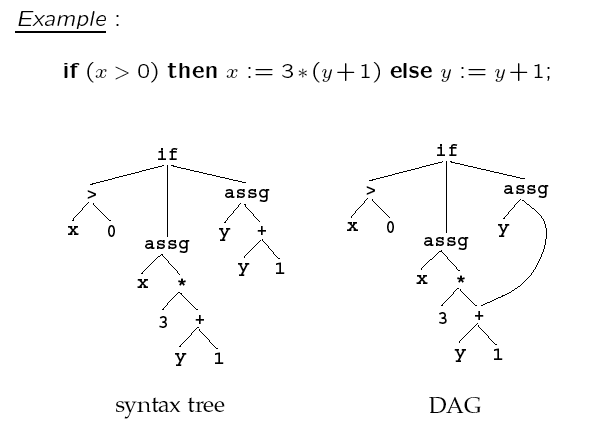 Example :
if (x > 0) then x := 3∗(y+1) else y := y+1;
if if
> assg > assg
x 0 y + x 0 y
assg assg
y 1
x * x *
3 + 3 +
y 1 y 1
syntax tree DAG